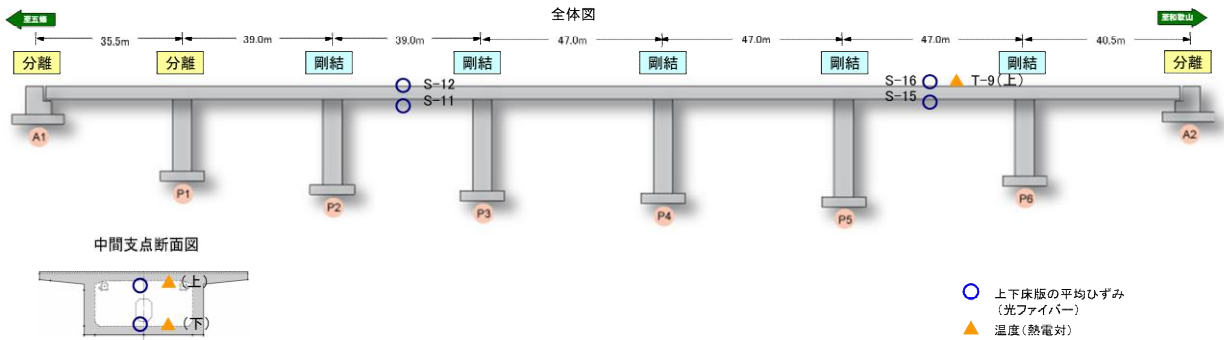 全体図
至五條
至和歌山
35.5m 39.0m 39.0m 47.0m 47.0m 47.0m 40.5m
分離 分離 剛結 剛結 剛結 剛結 剛結 分離
S-12 S-16 T-9(上)
S-11 S-15
A1 A2
P1 P2 P3 P4 P5 P6
中間支点断面図
(上)
(下)
上下床版の平均ひずみ
(光ファイバー)
温度(熱電対)